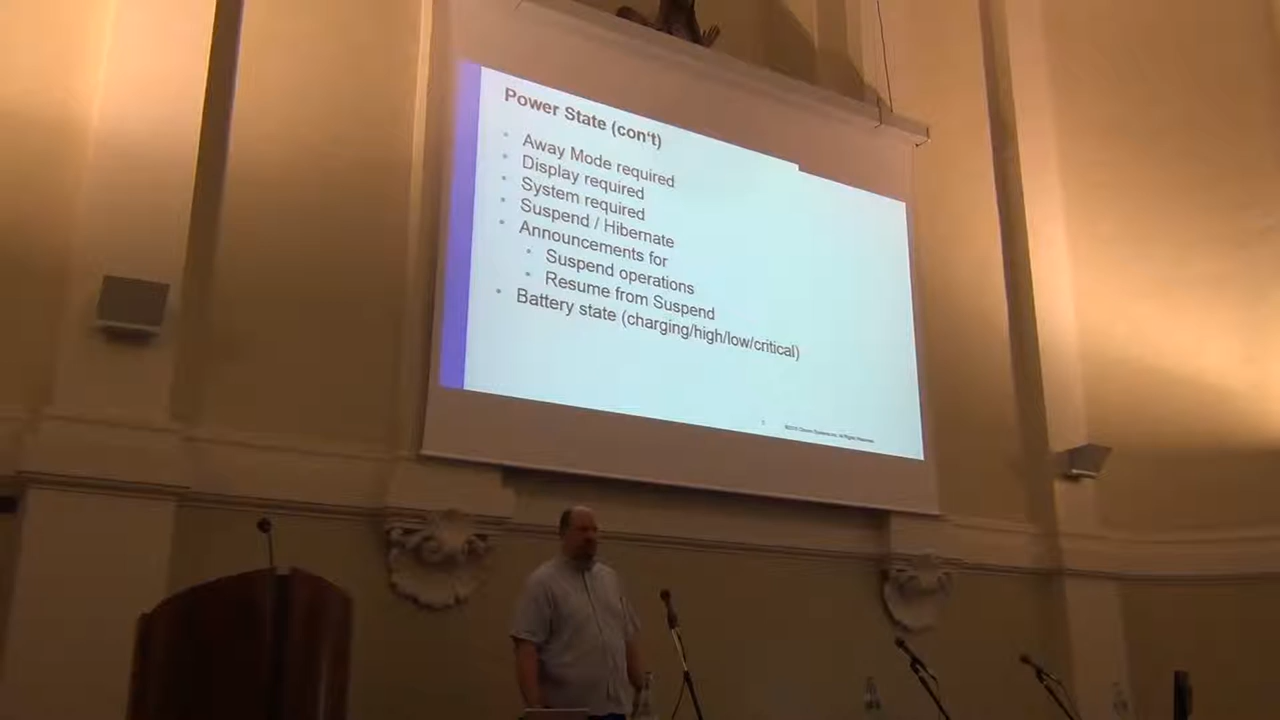 Power State (con't)
Away Mode required
Display required
System required
Suspend / Hibernate
Announcements for
Suspend operations
Resume from Suspend
Battery state (charging/high/low/critical)